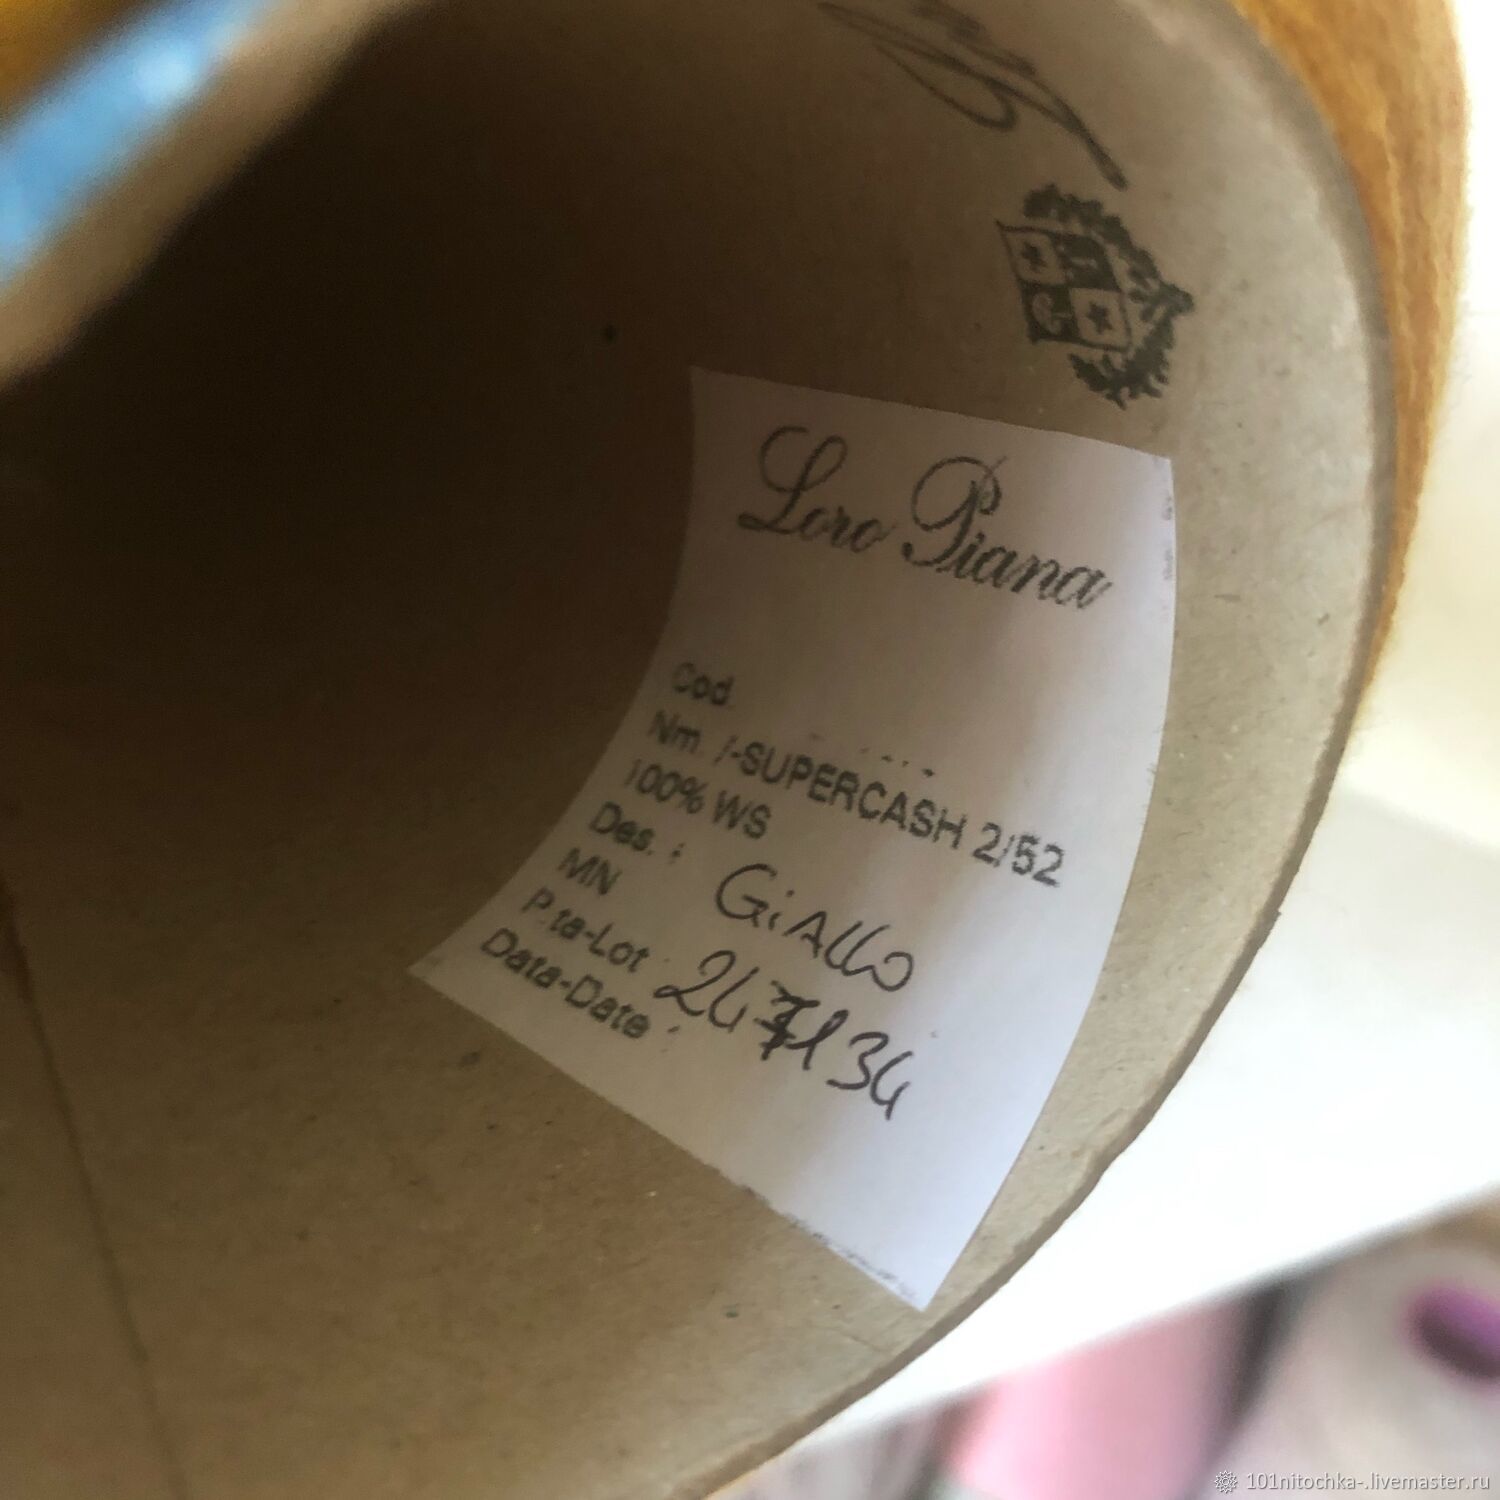 Loro Piana
Cod.
Nm. /-SUPERCASH 2/52
100% WS
Des. : GiAllo
MN
P.ta-Lot :
Data-Date :
101nitochka-.livemaster.ru